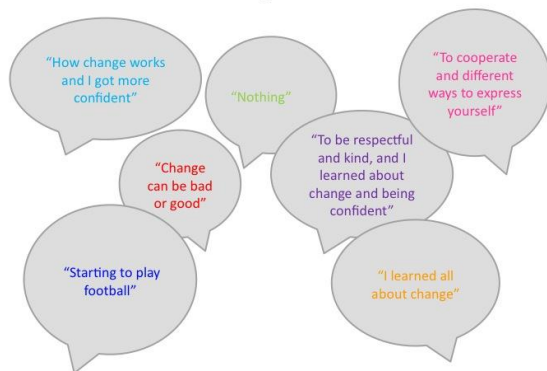 “How change works
and I got more
confident”
“Nothing”
“To cooperate
and different
ways to express
yourself”
“Change
can be bad
or good”
“To be respectful
and kind, and I
learned about
change and being
confident”
“Starting to play
football”
“I learned all
about change”